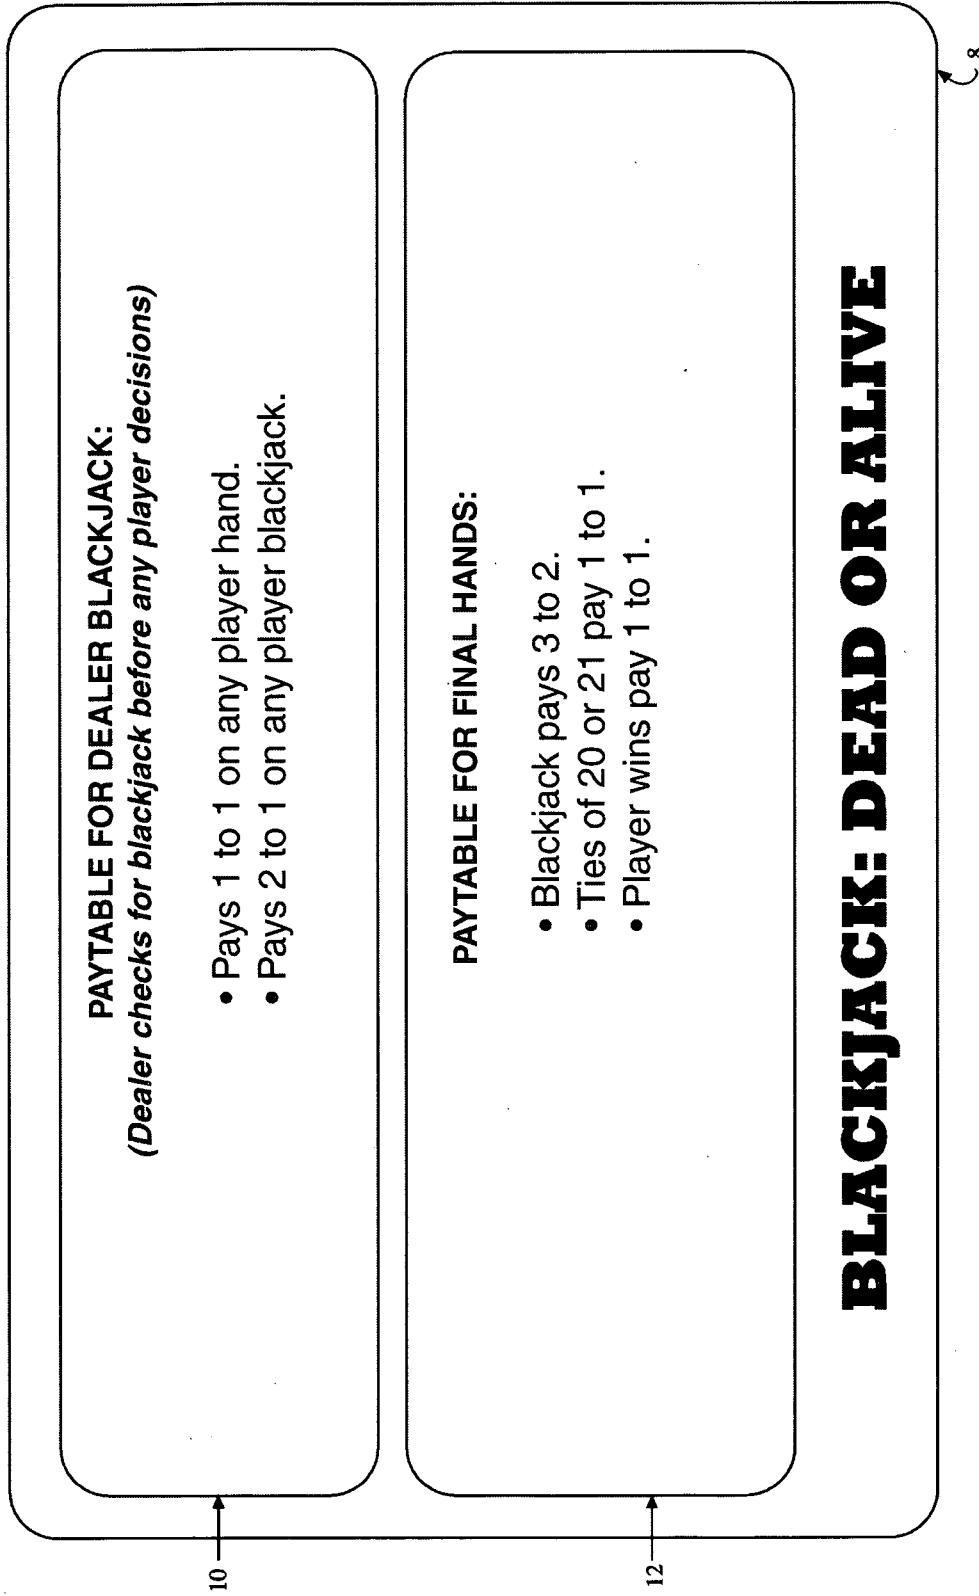 PAYTABLE FOR DEALER BLACKJACK:
(Dealer checks for blackjack before any player decisions)
• Pays 1 to 1 on any player hand.
• Pays 2 to 1 on any player blackjack.
10
PAYTABLE FOR FINAL HANDS:
• Blackjack pays 3 to 2.
• Ties of 20 or 21 pay 1 to 1.
• Player wins pay 1 to 1.
12
BLACKJACK: DEAD OR ALIVE
8